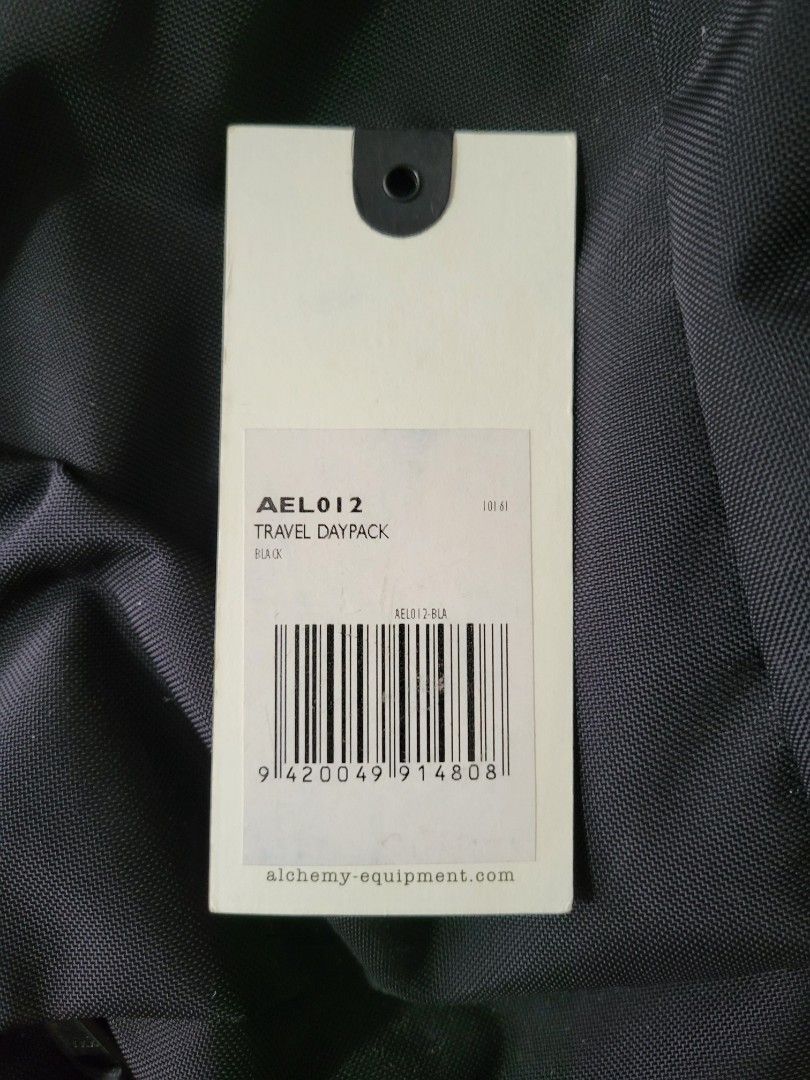 AEL012 10161
TRAVEL DAYPACK
BLACK
AEL012-BLA
9 420049 914808
alchemy-equipment.com